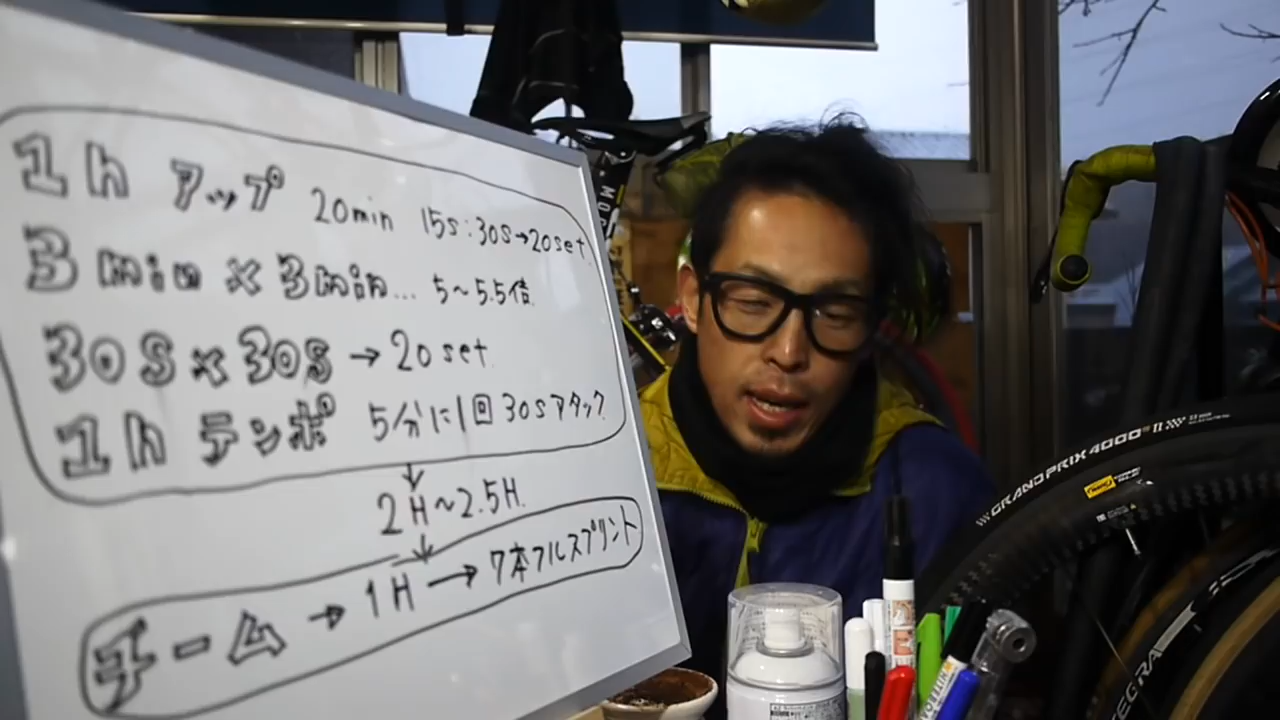 1h アップ 20min 15s:30s→20set
3min×3min... 5~5.5倍
30s×30s→20set
1h テンポ 5分に1回30sアタック
↓
2H~2.5H.
↓
チーム→1H→7本フルスプリント
GRAND PRIX 4000 S II